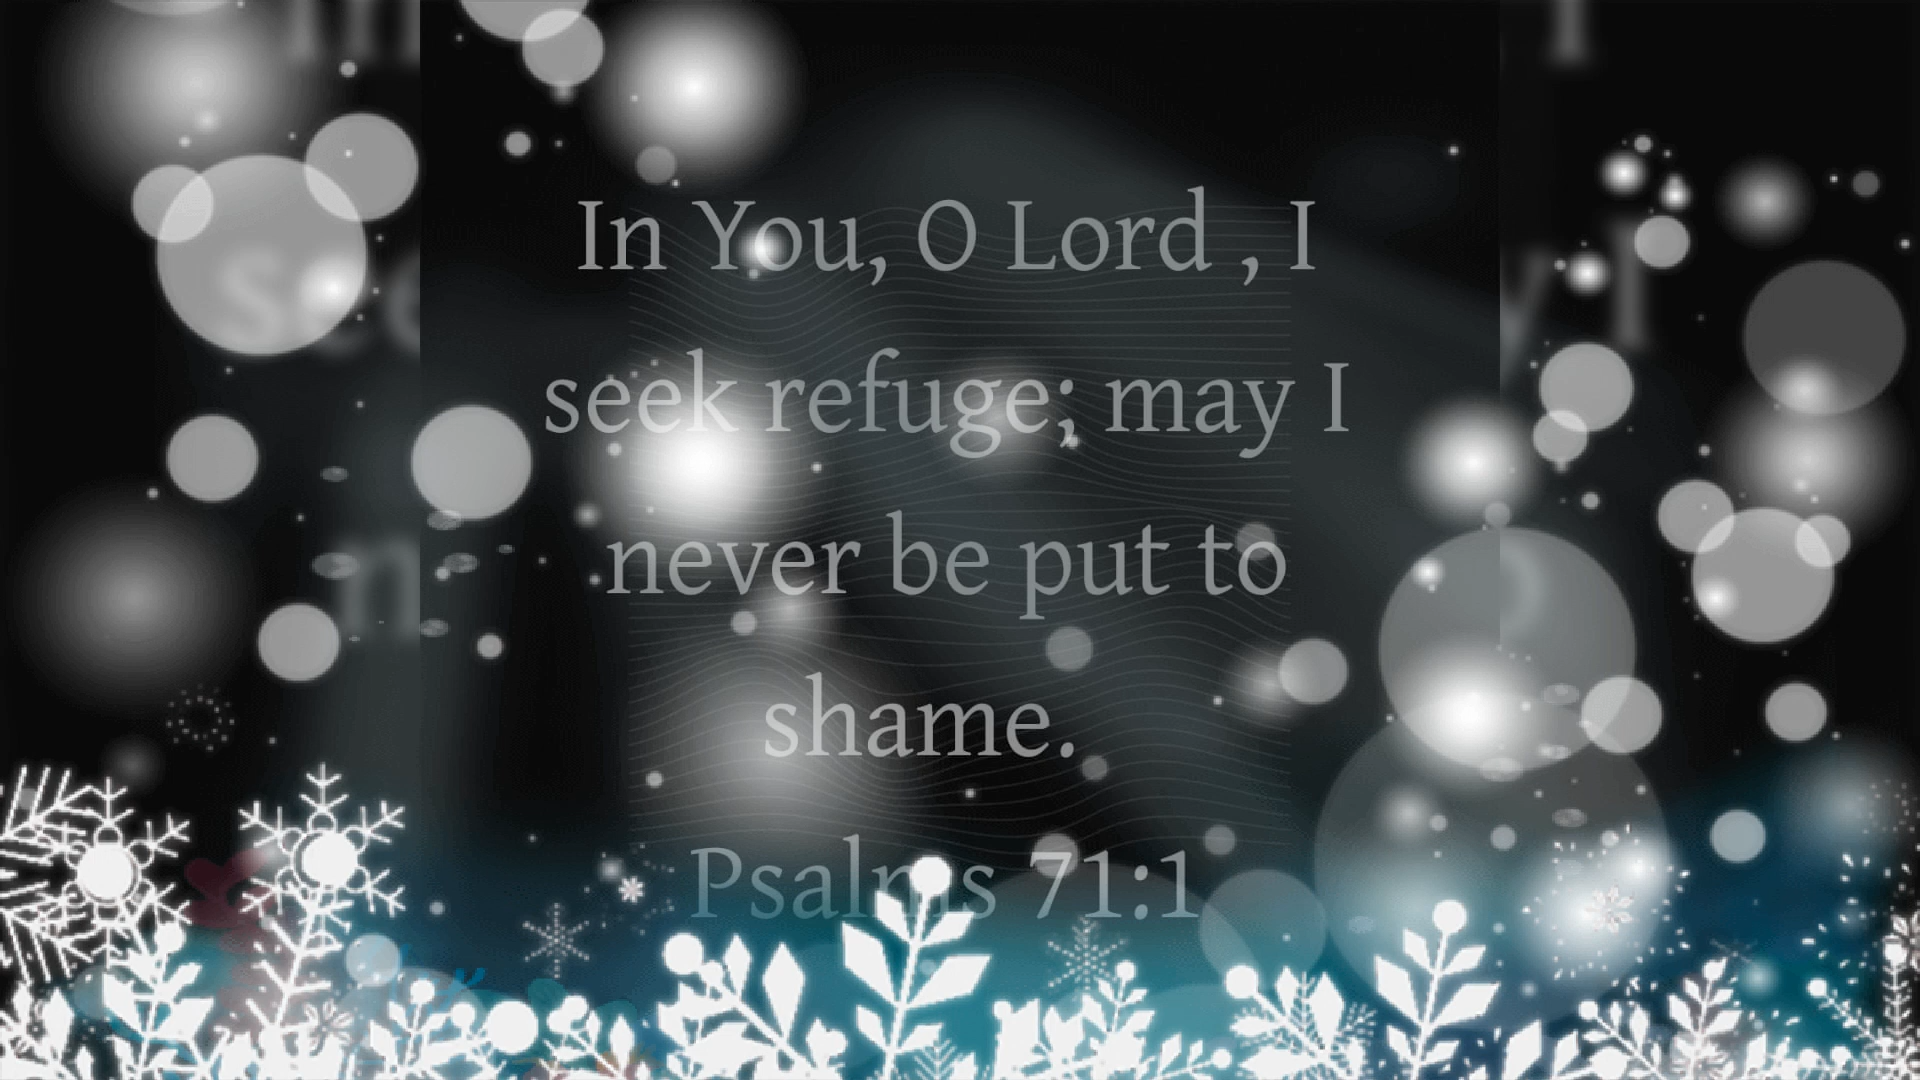 In You, O Lord , I
seek refuge; may I
never be put to
shame.
Psalms 71:1